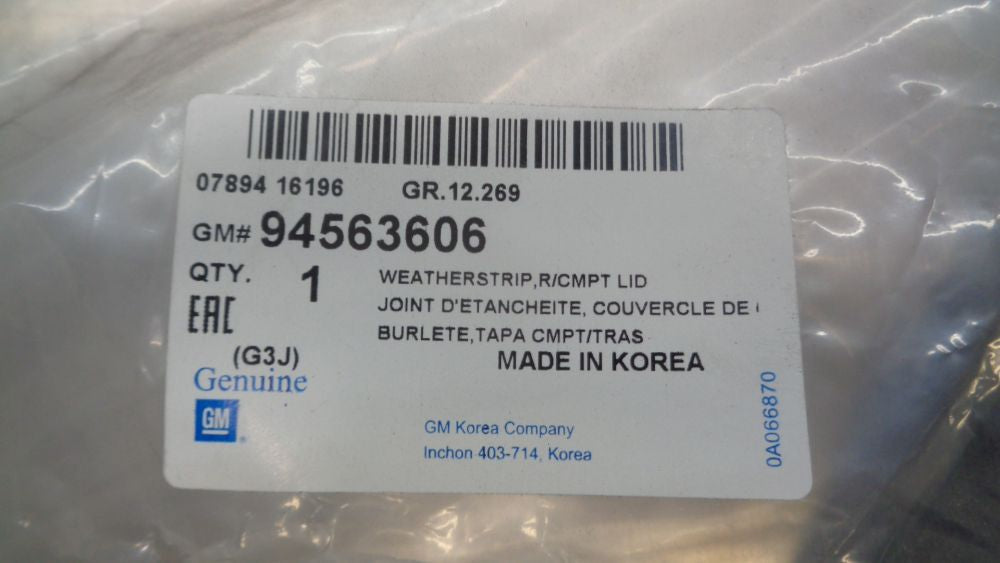 07894 16196 GR.12.269
GM# 94563606
QTY. 1
WEATHERSTRIP,R/CMPT LID
JOINT D'ETANCHEITE, COUVERCLE DE
BURLETE,TAPA CMPT/TRAS
EAC
MADE IN KOREA
(G3J)
Genuine
GM
GM Korea Company
Inchon 403-714, Korea
0A066870